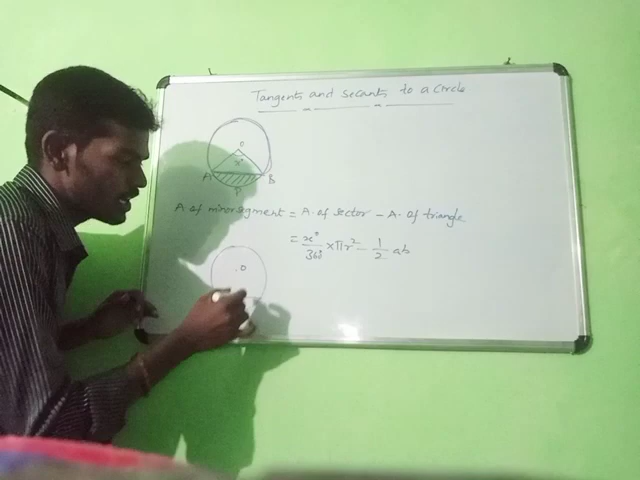 Tangents and secants to a circle
O
x°
A B
P
A of minor segment = A. of sector - A. of triangle
= x°/360° × πr² - 1/2 ab
O